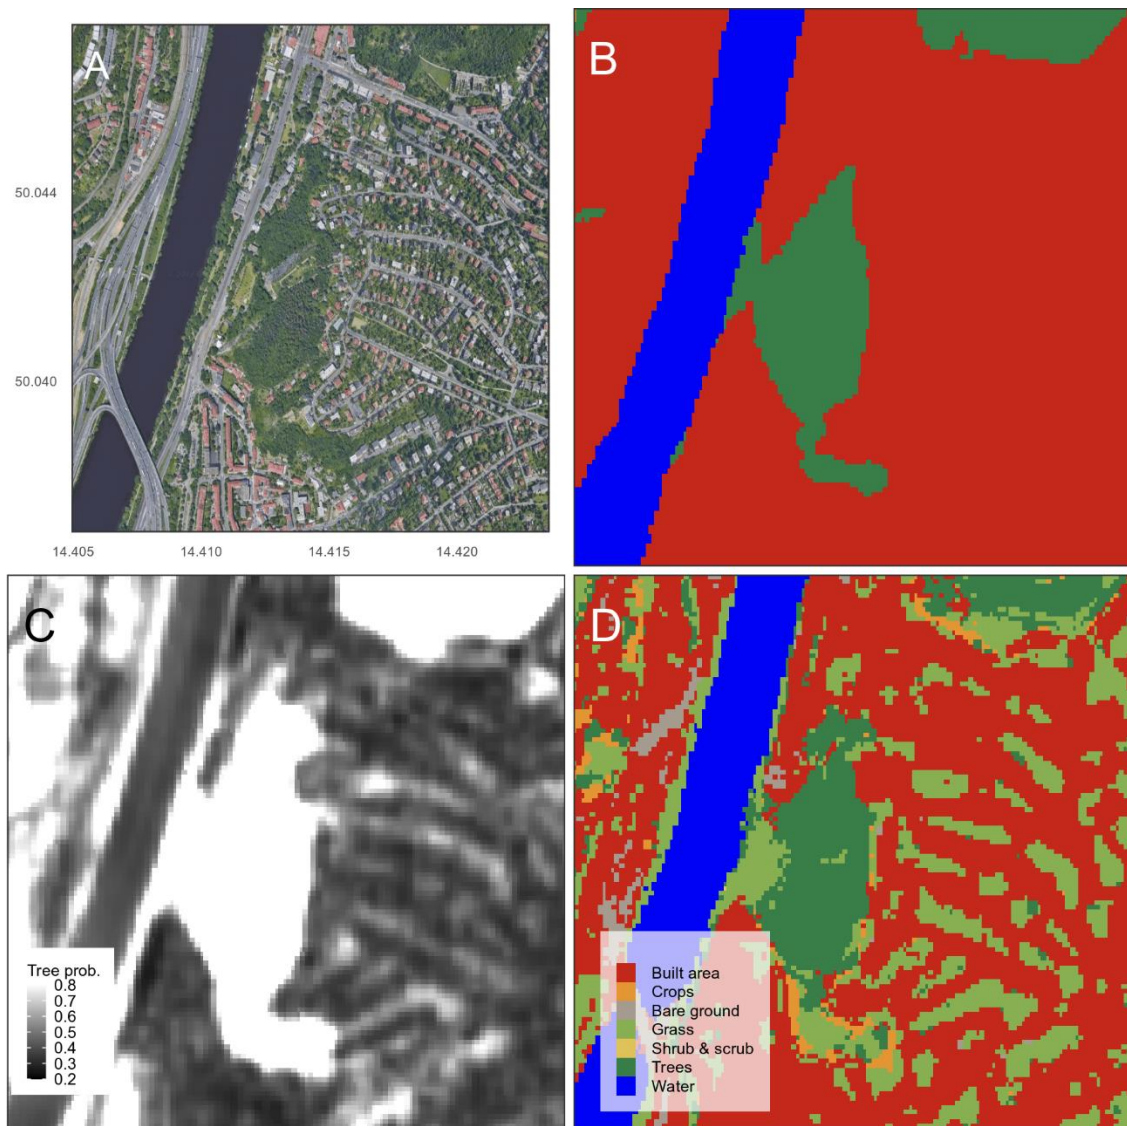 A
B
50.044
50.040
14.405 14.410 14.415 14.420
C
D
Tree prob.
0.8
0.7
0.6
0.5
0.4
0.3
0.2
Built area
Crops
Bare ground
Grass
Shrub & scrub
Trees
Water